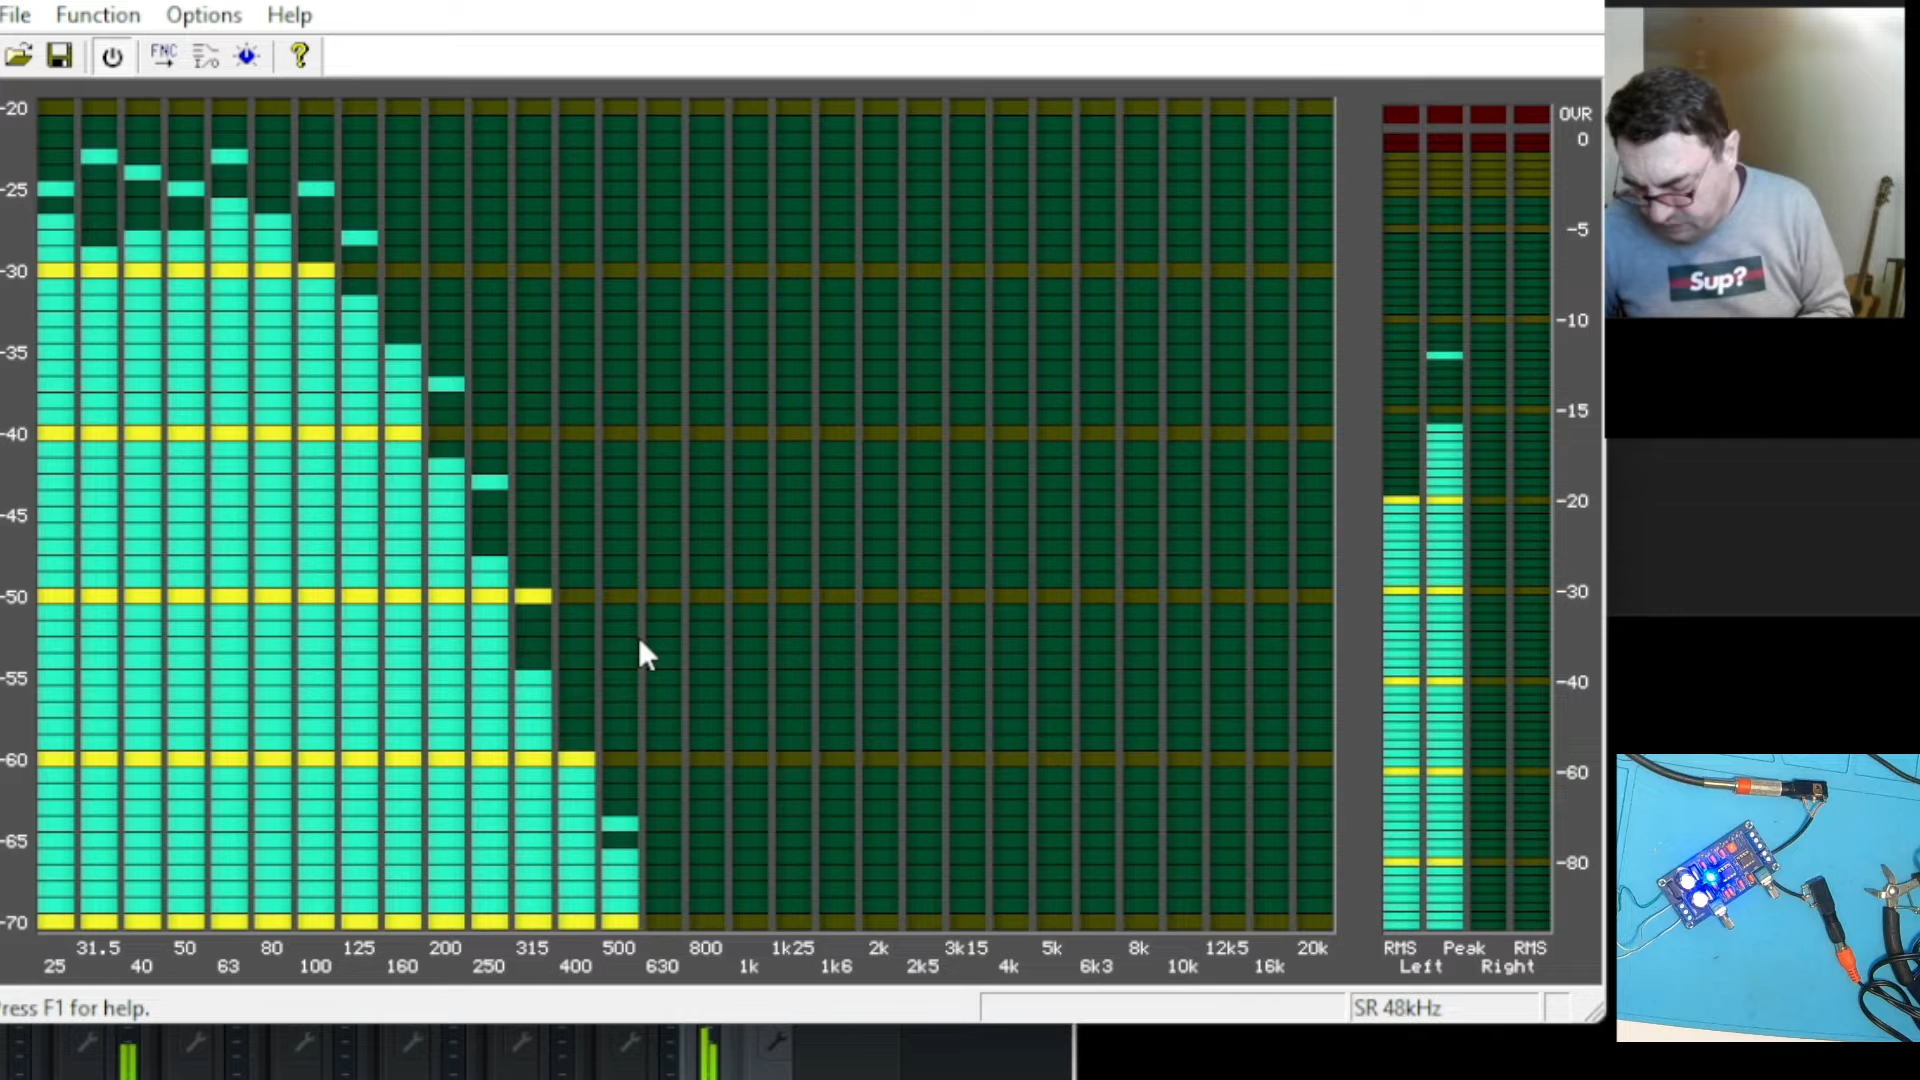 File Function Options Help
FNC
I/O
?
-20
-25
-30
-35
-40
-45
-50
-55
-60
-65
-70
31.5 50 80 125 200 315 500 800 1k25 2k 3k15 5k 8k 12k5 20k
25 40 63 100 160 250 400 630 1k 1k6 2k5 4k 6k3 10k 16k
OVR
0
-5
-10
-15
-20
-30
-40
-60
-80
RMS Peak RMS
Left Right
Press F1 for help.
SR 48kHz
Sup?